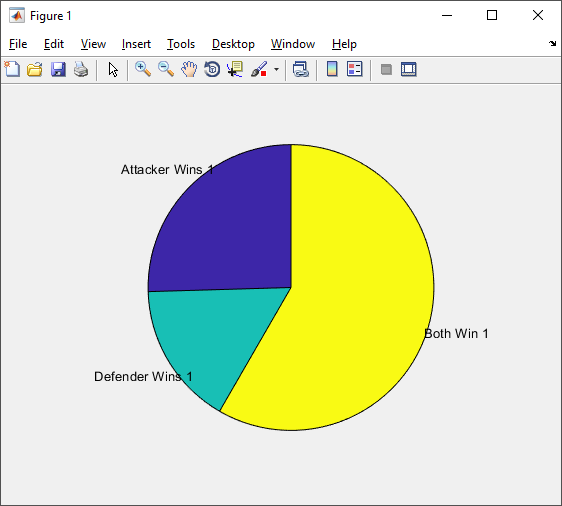 Figure 1
File Edit View Insert Tools Desktop Window Help
Attacker Wins 1
Both Win 1
Defender Wins 1